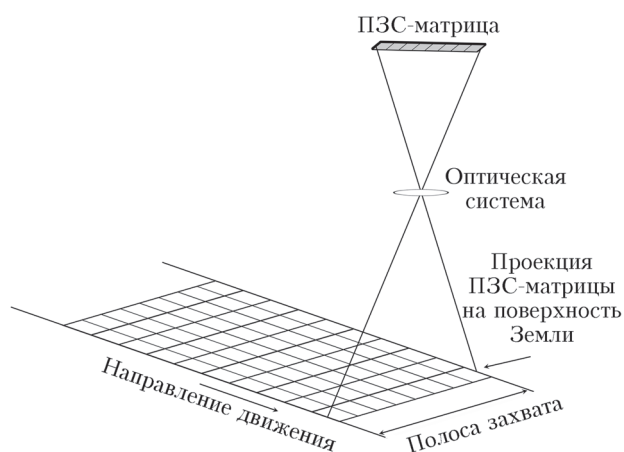 ПЗС-матрица
Оптическая
система
Проекция
ПЗС-матрицы
на поверхность
Земли
Направление движения
Полоса захвата